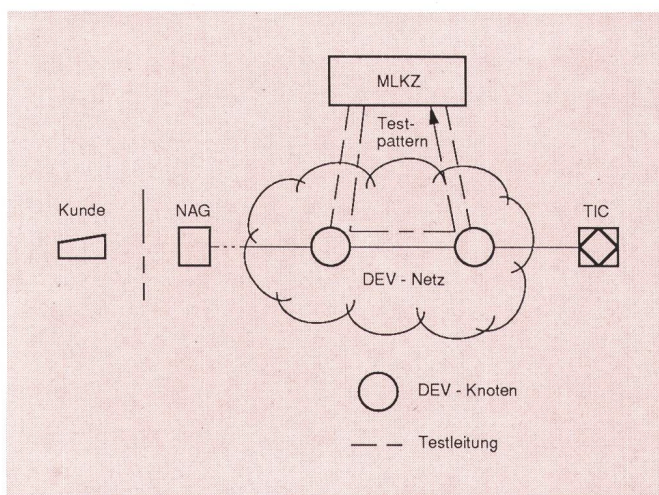 MLKZ
Test-
pattern
Kunde
NAG
TIC
DEV - Netz
DEV - Knoten
Testleitung